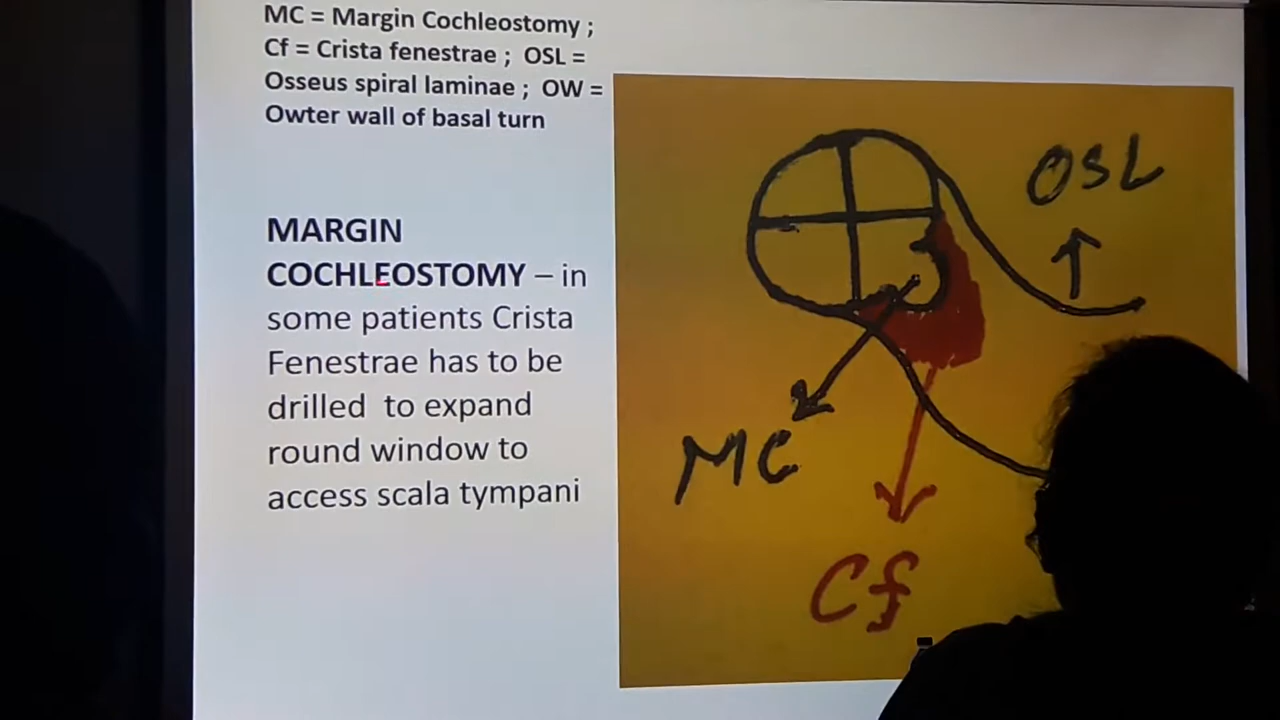 MC = Margin Cochleostomy ;
Cf = Crista fenestrae ; OSL =
Osseus spiral laminae ; OW =
Owter wall of basal turn
MARGIN
COCHLEOSTOMY – in
some patients Crista
Fenestrae has to be
drilled to expand
round window to
access scala tympani
OSL
MC
Cf